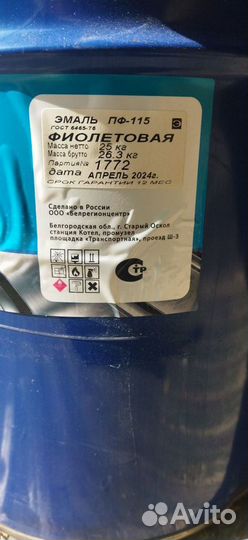 ЭМАЛЬ ПФ-115
ГОСТ 6465-76
ФИОЛЕТОВАЯ
Масса нетто 25 кг
Масса брутто 26.3 кг
Партия№ 1772
дата АПРЕЛЬ 2024г.
СРОК ГАРАНТИИ 12 МЕС
Сделано в России
ООО «Белрегионцентр»
Белгородская обл., г. Старый Оскол
станция Котел, промузел
площадка «Транспортная», проезд Ш-3
СТР
Avito